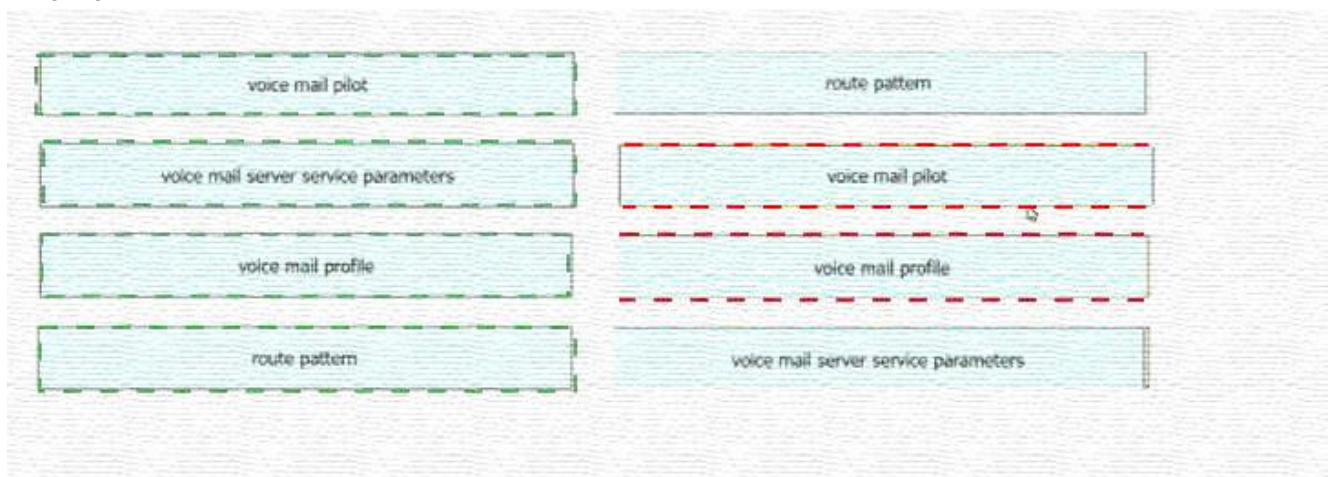 voice mail pilot
route pattern
voice mail server service parameters
voice mail pilot
voice mail profile
voice mail profile
route pattern
voice mail server service parameters